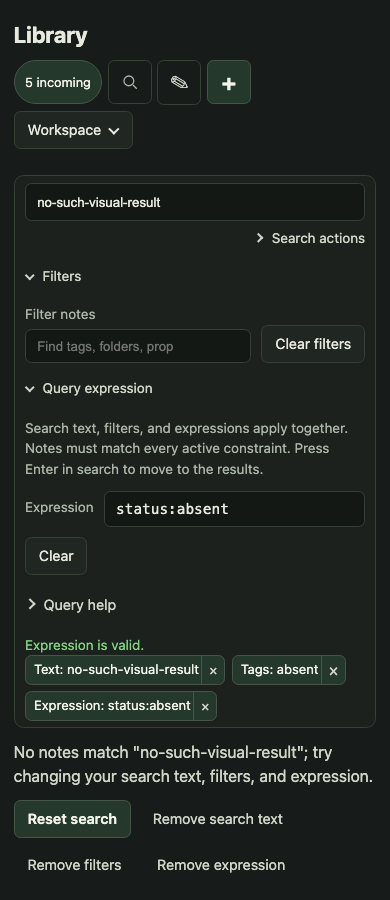 Library
5 incoming
Workspace
no-such-visual-result
Search actions
Filters
Filter notes
Find tags, folders, prop
Clear filters
Query expression
Search text, filters, and expressions apply together.
Notes must match every active constraint. Press
Enter in search to move to the results.
Expression
status:absent
Clear
Query help
Expression is valid.
Text: no-such-visual-result ×
Tags: absent ×
Expression: status:absent ×
No notes match "no-such-visual-result"; try
changing your search text, filters, and expression.
Reset search
Remove search text
Remove filters
Remove expression